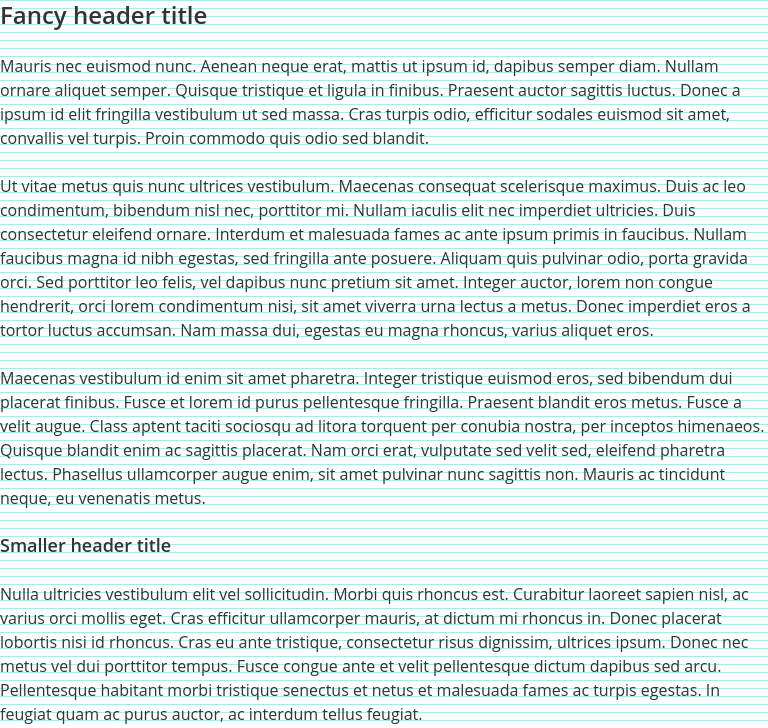 Fancy header title
Mauris nec euismod nunc. Aenean neque erat, mattis ut ipsum id, dapibus semper diam. Nullam
ornare aliquet semper. Quisque tristique et ligula in finibus. Praesent auctor sagittis luctus. Donec a
ipsum id elit fringilla vestibulum ut sed massa. Cras turpis odio, efficitur sodales euismod sit amet,
convallis vel turpis. Proin commodo quis odio sed blandit.
Ut vitae metus quis nunc ultrices vestibulum. Maecenas consequat scelerisque maximus. Duis ac leo
condimentum, bibendum nisl nec, porttitor mi. Nullam iaculis elit nec imperdiet ultricies. Duis
consectetur eleifend ornare. Interdum et malesuada fames ac ante ipsum primis in faucibus. Nullam
faucibus magna id nibh egestas, sed fringilla ante posuere. Aliquam quis pulvinar odio, porta gravida
orci. Sed porttitor leo felis, vel dapibus nunc pretium sit amet. Integer auctor, lorem non congue
hendrerit, orci lorem condimentum nisi, sit amet viverra urna lectus a metus. Donec imperdiet eros a
tortor luctus accumsan. Nam massa dui, egestas eu magna rhoncus, varius aliquet eros.
Maecenas vestibulum id enim sit amet pharetra. Integer tristique euismod eros, sed bibendum dui
placerat finibus. Fusce et lorem id purus pellentesque fringilla. Praesent blandit eros metus. Fusce a
velit augue. Class aptent taciti sociosqu ad litora torquent per conubia nostra, per inceptos himenaeos.
Quisque blandit enim ac sagittis placerat. Nam orci erat, vulputate sed velit sed, eleifend pharetra
lectus. Phasellus ullamcorper augue enim, sit amet pulvinar nunc sagittis non. Mauris ac tincidunt
neque, eu venenatis metus.
Smaller header title
Nulla ultricies vestibulum elit vel sollicitudin. Morbi quis rhoncus est. Curabitur laoreet sapien nisl, ac
varius orci mollis eget. Cras efficitur ullamcorper mauris, at dictum mi rhoncus in. Donec placerat
lobortis nisi id rhoncus. Cras eu ante tristique, consectetur risus dignissim, ultrices ipsum. Donec nec
metus vel dui porttitor tempus. Fusce congue ante et velit pellentesque dictum dapibus sed arcu.
Pellentesque habitant morbi tristique senectus et netus et malesuada fames ac turpis egestas. In
feugiat quam ac purus auctor, ac interdum tellus feugiat.